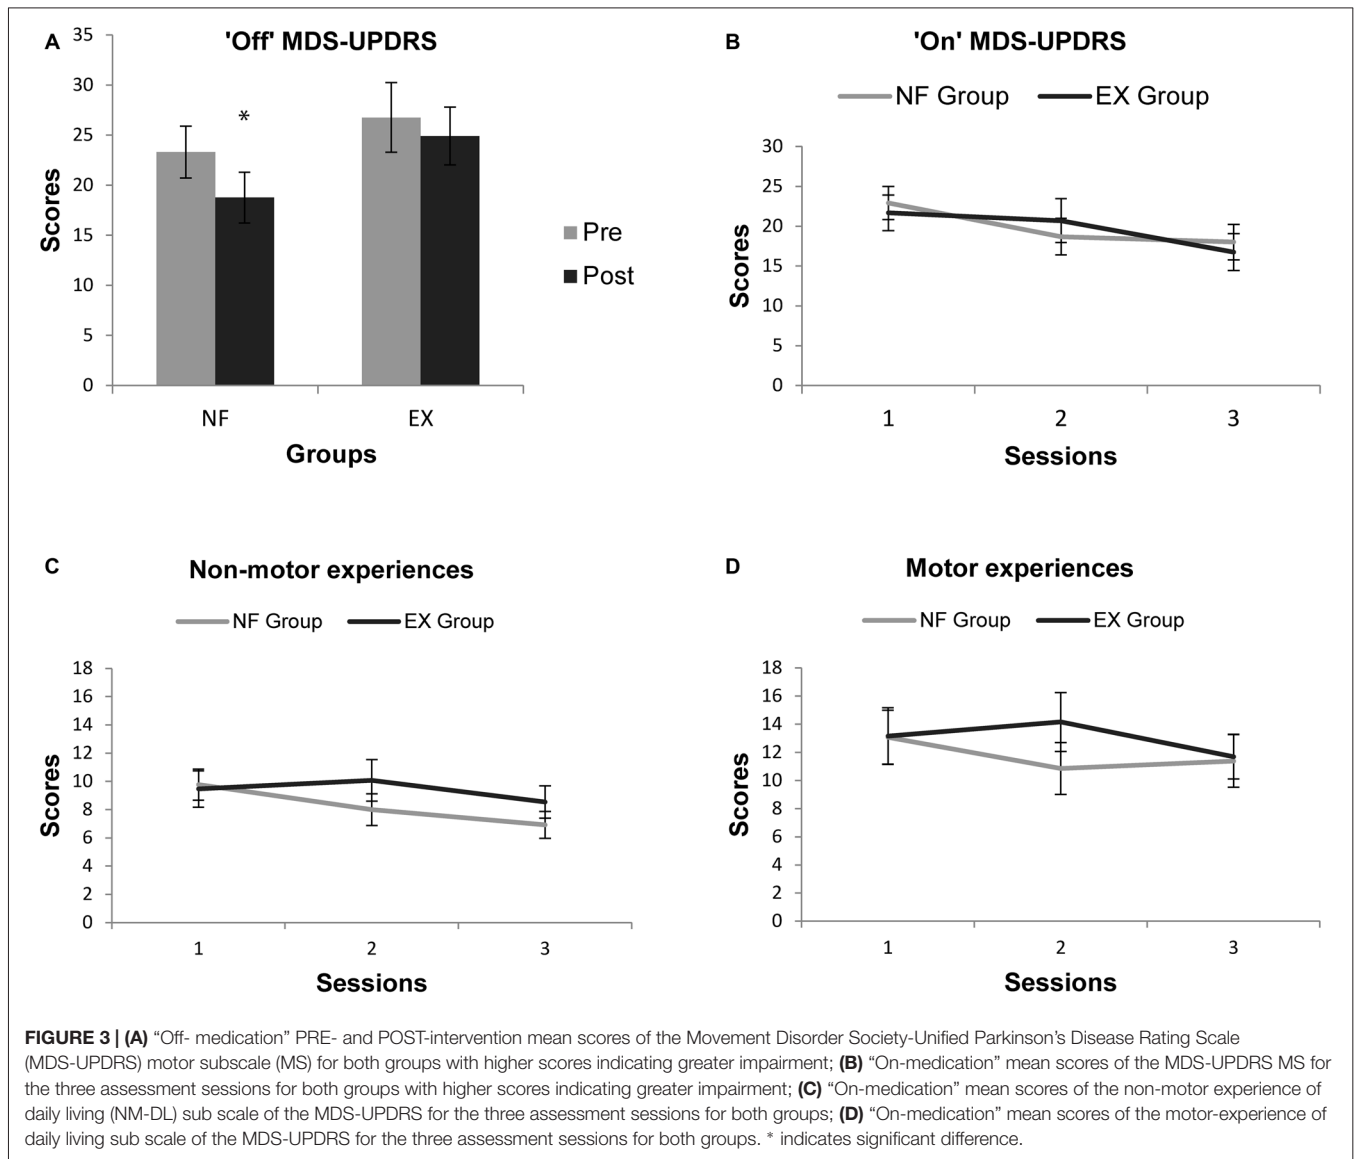 A
'Off' MDS-UPDRS
35
30
25
20
15
10
5
0
Scores
*
NF
EX
Groups
Pre
Post
B
'On' MDS-UPDRS
NF Group
EX Group
30
25
20
15
10
5
0
Scores
1
2
3
Sessions
C
Non-motor experiences
NF Group
EX Group
18
16
14
12
10
8
6
4
2
0
Scores
1
2
3
Sessions
D
Motor experiences
NF Group
EX Group
18
16
14
12
10
8
6
4
2
0
Scores
1
2
3
Sessions
FIGURE 3 | (A) “Off- medication” PRE- and POST-intervention mean scores of the Movement Disorder Society-Unified Parkinson’s Disease Rating Scale
(MDS-UPDRS) motor subscale (MS) for both groups with higher scores indicating greater impairment; (B) “On-medication” mean scores of the MDS-UPDRS MS for
the three assessment sessions for both groups with higher scores indicating greater impairment; (C) “On-medication” mean scores of the non-motor experience of
daily living (NM-DL) sub scale of the MDS-UPDRS for the three assessment sessions for both groups; (D) “On-medication” mean scores of the motor-experience of
daily living sub scale of the MDS-UPDRS for the three assessment sessions for both groups. * indicates significant difference.